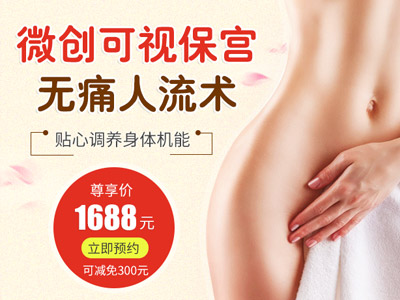 微创可视保宫
无痛人流术
贴心调养身体机能
尊享价
1688元
立即预约
可减免300元